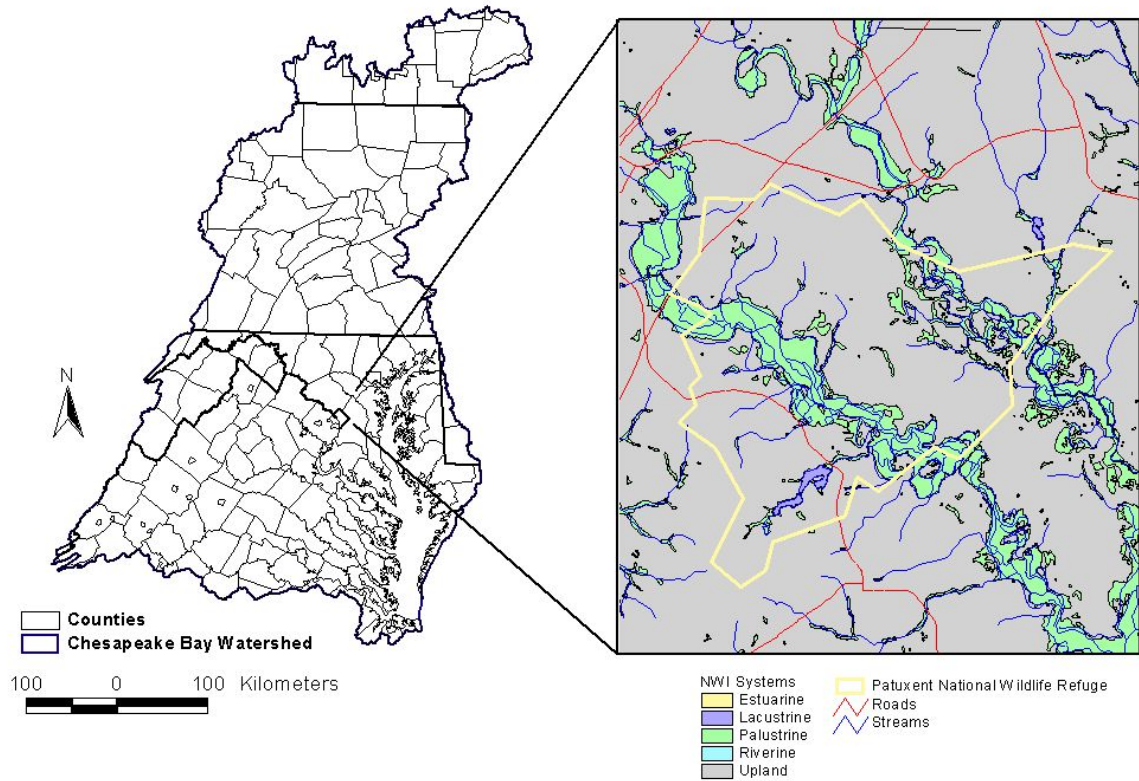 N
Counties
Chesapeake Bay Watershed
100 0 100 Kilometers
NWI Systems
Estuarine
Lacustrine
Palustrine
Riverine
Upland
Patuxent National Wildlife Refuge
Roads
Streams